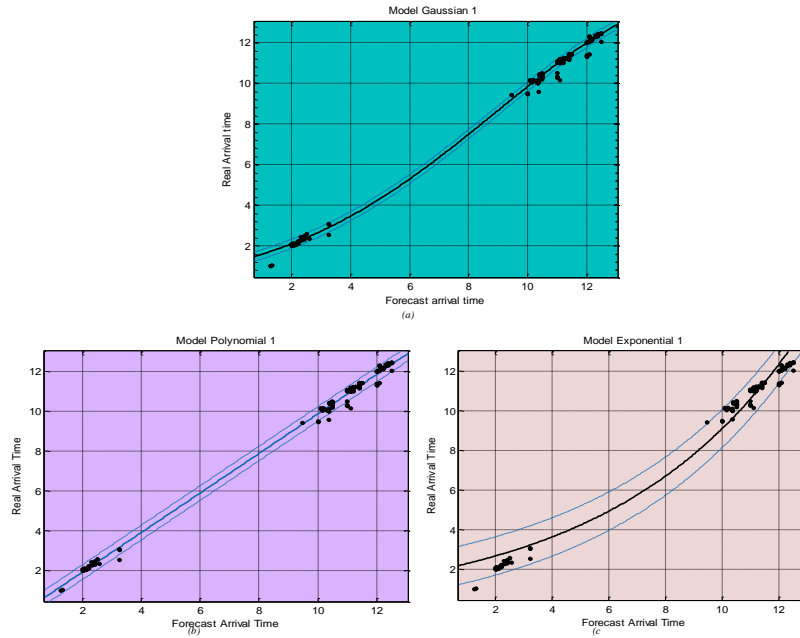 Model Gaussian 1
Real Arrival time
12
10
8
6
4
2
2 4 6 8 10 12
Forecast arrival time
(a)
Model Polynomial 1
Real Arrival Time
12
10
8
6
4
2
2 4 6 8 10 12
Forecast Arrival Time
(b)
Model Exponential 1
Real Arrival Time
12
10
8
6
4
2
2 4 6 8 10 12
Forecast Arrival Time
(c